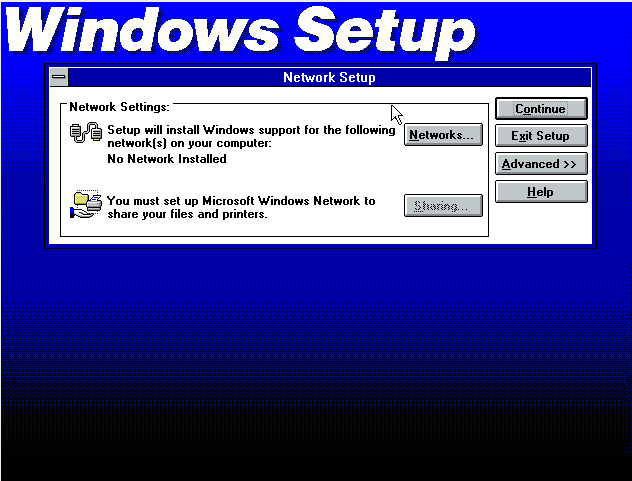 Windows Setup
Network Setup
Network Settings:
Setup will install Windows support for the following
network(s) on your computer:
No Network Installed
Networks...
You must set up Microsoft Windows Network to
share your files and printers.
Sharing...
Continue
Exit Setup
Advanced >>
Help